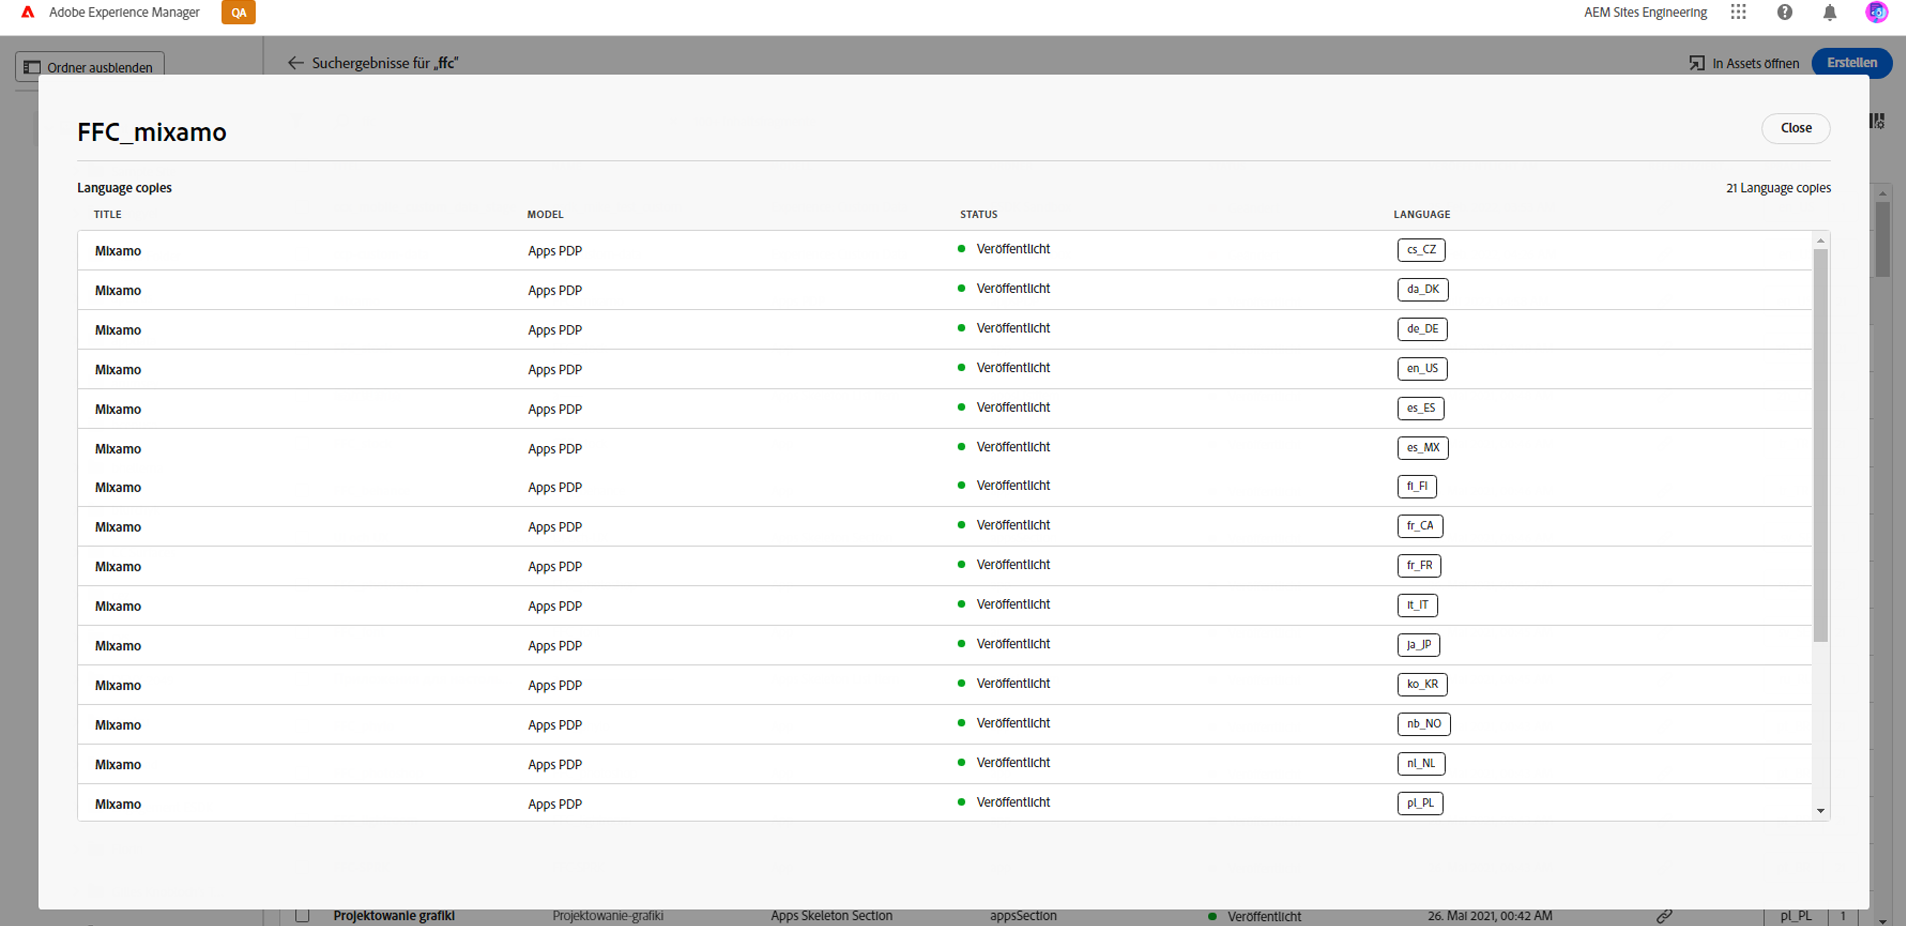 Adobe Experience Manager QA AEM Sites Engineering
Ordner ausblenden Suchergebnisse für „ffc“ In Assets öffnen Erstellen
FFC_mixamo Close
Language copies 21 Language copies
TITLE MODEL STATUS LANGUAGE
Mixamo Apps PDP Veröffentlicht cs_CZ
Mixamo Apps PDP Veröffentlicht da_DK
Mixamo Apps PDP Veröffentlicht de_DE
Mixamo Apps PDP Veröffentlicht en_US
Mixamo Apps PDP Veröffentlicht es_ES
Mixamo Apps PDP Veröffentlicht es_MX
Mixamo Apps PDP Veröffentlicht fi_FI
Mixamo Apps PDP Veröffentlicht fr_CA
Mixamo Apps PDP Veröffentlicht fr_FR
Mixamo Apps PDP Veröffentlicht it_IT
Mixamo Apps PDP Veröffentlicht ja_JP
Mixamo Apps PDP Veröffentlicht ko_KR
Mixamo Apps PDP Veröffentlicht nb_NO
Mixamo Apps PDP Veröffentlicht nl_NL
Mixamo Apps PDP Veröffentlicht pl_PL
Projektowanie grafiki Projektowanie-grafiki Apps Skeleton Section appsSection Veröffentlicht 26. Mai 2021, 00:42 AM pl_PL 1